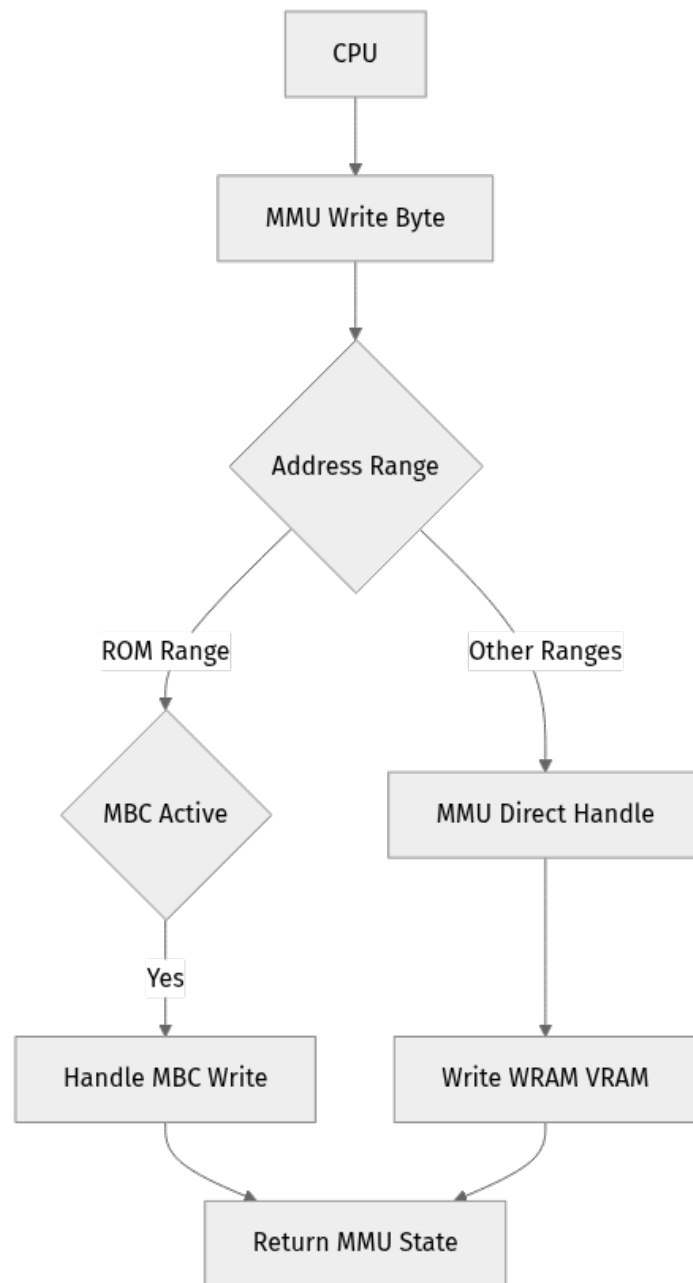 CPU
MMU Write Byte
Address Range
ROM Range
Other Ranges
MBC Active
MMU Direct Handle
Yes
Handle MBC Write
Write WRAM VRAM
Return MMU State